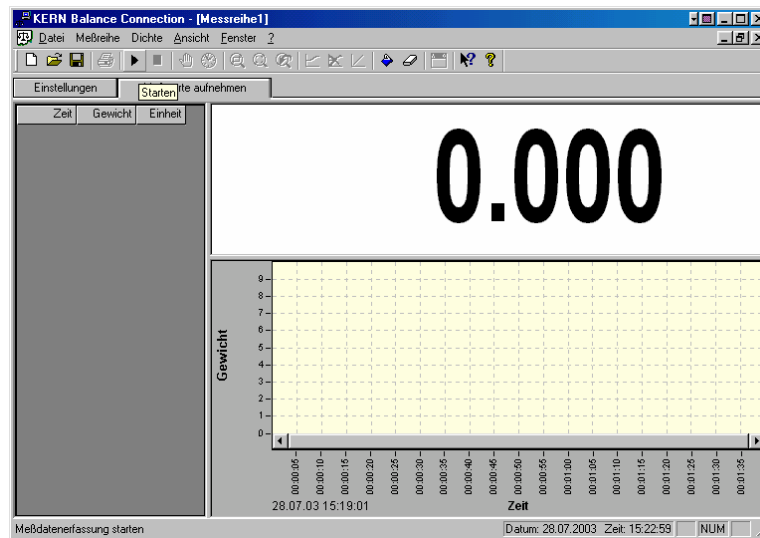 KERN Balance Connection - [Messreihe1]
Datei Meßreihe Dichte Ansicht Fenster ?
Einstellungen rte aufnehmen
Starten
Zeit Gewicht Einheit
0.000
Gewicht
9
8
7
6
5
4
3
2
1
0
00:00:05 00:00:10 00:00:15 00:00:20 00:00:25 00:00:30 00:00:35 00:00:40 00:00:45 00:00:50 00:00:55 00:01:00 00:01:05 00:01:10 00:01:15 00:01:20 00:01:25 00:01:30 00:01:35
28.07.03 15:19:01 Zeit
Meßdatenerfassung starten Datum: 28.07.2003 Zeit: 15:22:59 NUM